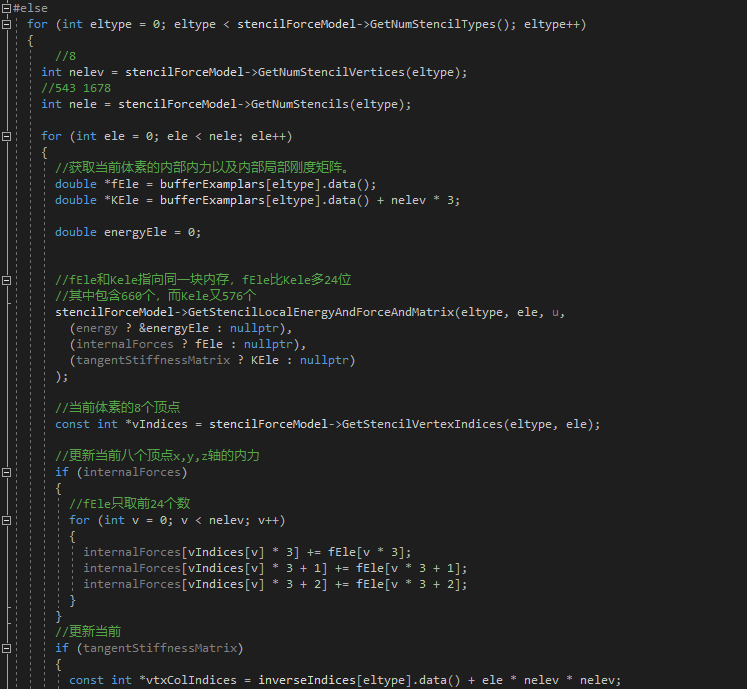 #else
for (int eltype = 0; eltype < stencilForceModel->GetNumStencilTypes(); eltype++)
{
//8
int nelev = stencilForceModel->GetNumStencilVertices(eltype);
//543 1678
int nele = stencilForceModel->GetNumStencils(eltype);
for (int ele = 0; ele < nele; ele++)
{
//获取当前体素的内部内力以及内部局部刚度矩阵。
double *fEle = bufferExamplars[eltype].data();
double *KEle = bufferExamplars[eltype].data() + nelev * 3;
double energyEle = 0;
//fEle和Kele指向同一块内存，fEle比Kele多24位
//其中包含660个，而Kele又576个
stencilForceModel->GetStencilLocalEnergyAndForceAndMatrix(eltype, ele, u,
(energy ? &energyEle : nullptr),
(internalForces ? fEle : nullptr),
(tangentStiffnessMatrix ? KEle : nullptr)
);
//当前体素的8个顶点
const int *vIndices = stencilForceModel->GetStencilVertexIndices(eltype, ele);
//更新当前八个顶点x,y,z轴的内力
if (internalForces)
{
//fEle只取前24个数
for (int v = 0; v < nelev; v++)
{
internalForces[vIndices[v] * 3] += fEle[v * 3];
internalForces[vIndices[v] * 3 + 1] += fEle[v * 3 + 1];
internalForces[vIndices[v] * 3 + 2] += fEle[v * 3 + 2];
}
}
//更新当前
if (tangentStiffnessMatrix)
{
const int *vtxColIndices = inverseIndices[eltype].data() + ele * nelev * nelev;